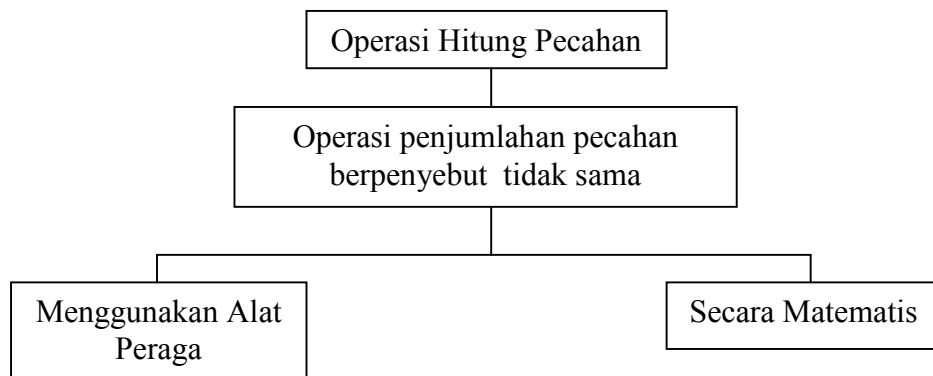 Operasi Hitung Pecahan
Operasi penjumlahan pecahan
berpenyebut tidak sama
Menggunakan Alat
Peraga
Secara Matematis